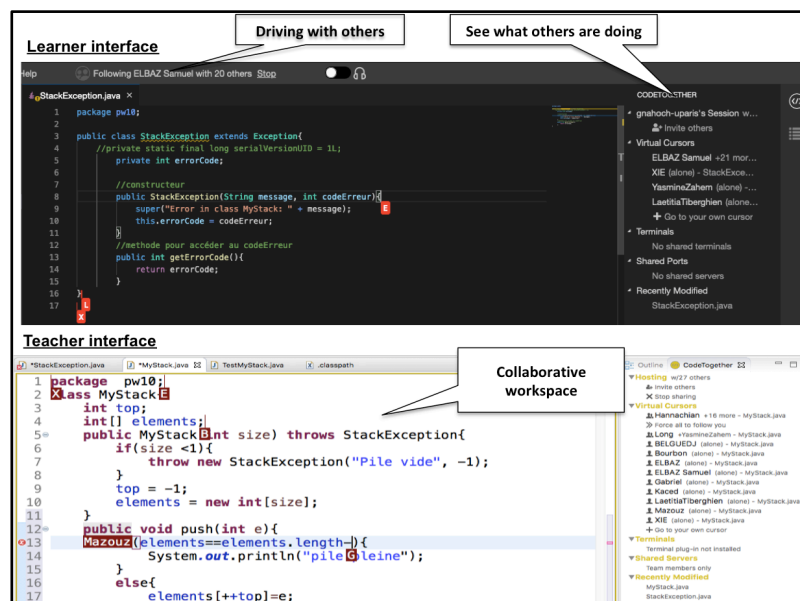 Driving with others
See what others are doing
Learner interface
Help
Following ELBAZ Samuel with 20 others Stop
StackException.java ×
CODETOGETHER
1 package pw10;
2
3 public class StackException extends Exception{
4 //private static final long serialVersionUID = 1L;
5 private int errorCode;
6
7 //constructeur
8 public StackException(String message, int codeErreur){
9 super("Error in class MyStack: " + message); E
10 this.errorCode = codeErreur;
11 }
12 //methode pour accéder au codeErreur
13 public int getErrorCode(){
14 return errorCode;
15 }
16 }
17 L
X
gnahoch-uparis's Session w...
Invite others
Virtual Cursors
ELBAZ Samuel +21 mor...
XIE (alone) - StackExce...
YasmineZahem (alone) -...
LaetitiaTiberghien (alone...
Go to your own cursor
Terminals
No shared terminals
Shared Ports
No shared servers
Recently Modified
StackException.java
Teacher interface
Collaborative
workspace
*StackException.java
*MyStack.java
TestMyStack.java
.classpath
1 package pw10;
2 Xlass MyStack E
3 int top;
4 int[] elements;
5 public MyStack B int size) throws StackException{
6 if(size <1){
7 throw new StackException("Pile vide", -1);
8 }
9 top = -1;
10 elements = new int[size];
11 }
12 public void push(int e){
13 Mazouz(elements==elements.length-){
14 System.out.println("pile G pleine");
15 }
16 else{
17 elements[++top]=e;
Outline
CodeTogether
Hosting w/27 others
Invite others
Stop sharing
Virtual Cursors
Hannachian +16 more - MyStack.java
Force all to follow you
Long +YasmineZahem - MyStack.java
BELGUEDJ (alone) - MyStack.java
Bourbon (alone) - MyStack.java
ELBAZ (alone) - MyStack.java
ELBAZ Samuel (alone) - MyStack.java
Gabriel (alone) - MyStack.java
Kaced (alone) - MyStack.java
LaetitiaTiberghien (alone) - MyStack.java
Mazouz (alone) - MyStack.java
XIE (alone) - MyStack.java
Go to your own cursor
Terminals
Terminal plug-in not installed
Shared Servers
Team members only
Recently Modified
MyStack.java
StackException.java